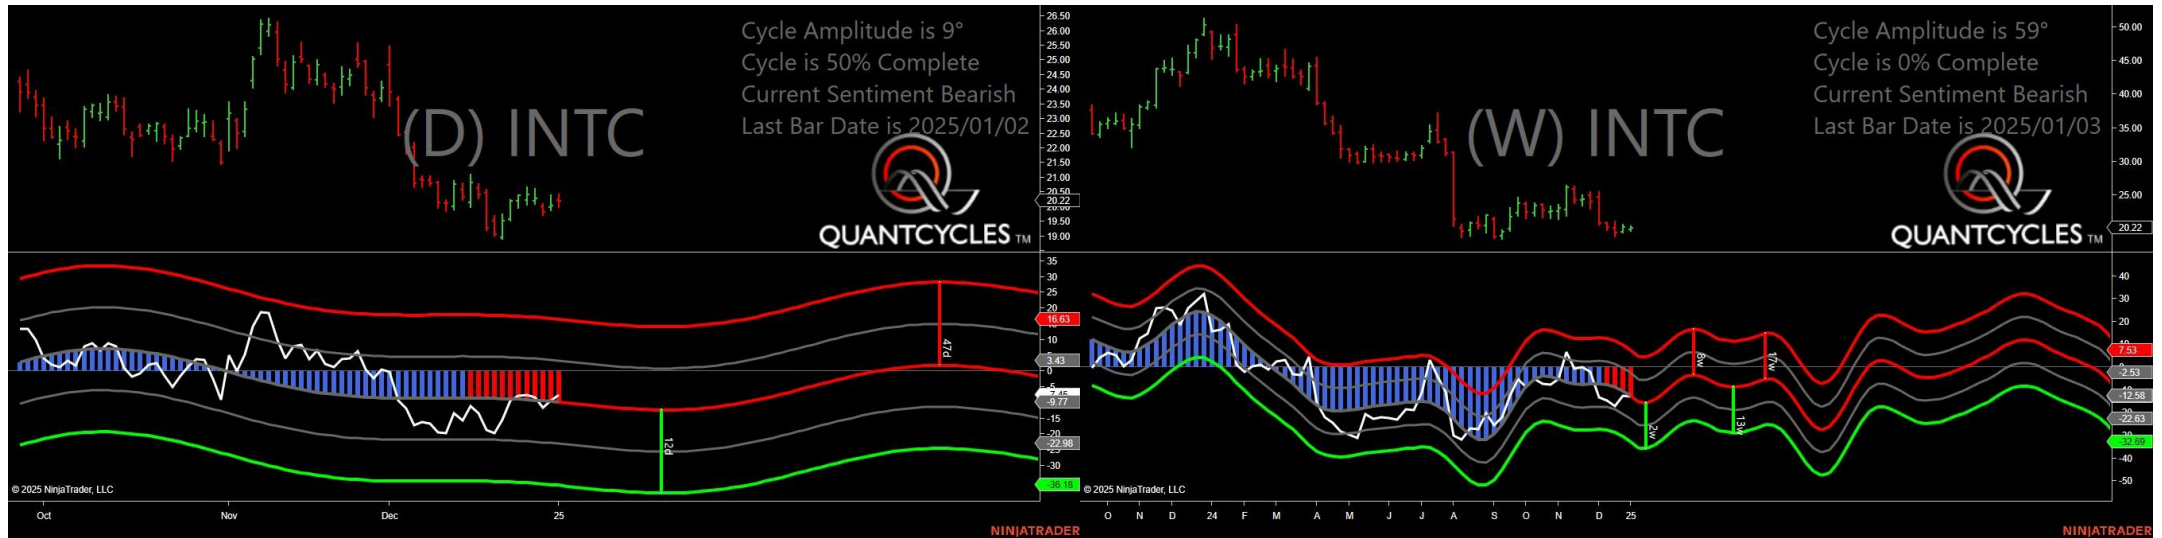 Cycle Amplitude is 9°
Cycle is 50% Complete
Current Sentiment Bearish
Last Bar Date is 2025/01/02
(D) INTC
QUANTCYCLES TM
26.50
26.00
25.50
25.00
24.50
24.00
23.50
23.00
22.50
22.00
21.50
21.00
20.50
20.22
19.50
19.00
35
30
25
20
16.63
10
3.43
0
-5
-9.77
-15
-20
-22.98
-25
-30
-36.18
47d
12d
© 2025 NinjaTrader, LLC
Oct
Nov
Dec
25
NINJATRADER
Cycle Amplitude is 59°
Cycle is 0% Complete
Current Sentiment Bearish
Last Bar Date is 2025/01/03
(W) INTC
QUANTCYCLES TM
50.00
45.00
40.00
35.00
30.00
25.00
20.22
40
30
20
10
7.53
0
-2.53
-12.58
-22.63
-32.69
-40
-50
8w
17w
2w
13w
© 2025 NinjaTrader, LLC
O N D 24 F M A M J J A S O N D 25
NINJATRADER